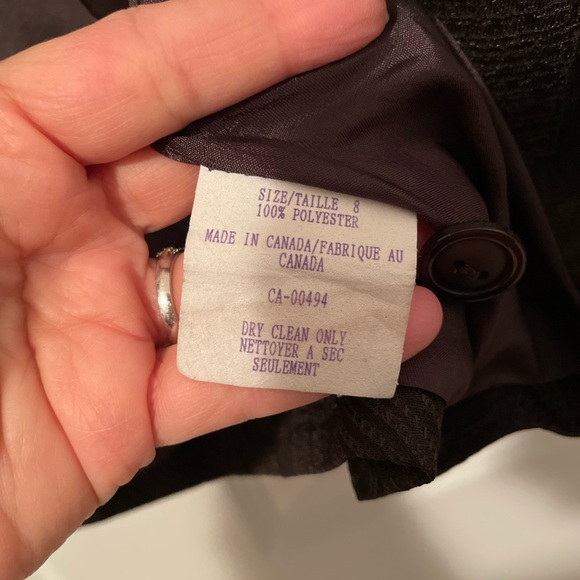 SIZE/TAILLE 8
100% POLYESTER
MADE IN CANADA/FABRIQUE AU
CANADA
CA-00494
DRY CLEAN ONLY
NETTOYER A SEC
SEULEMENT